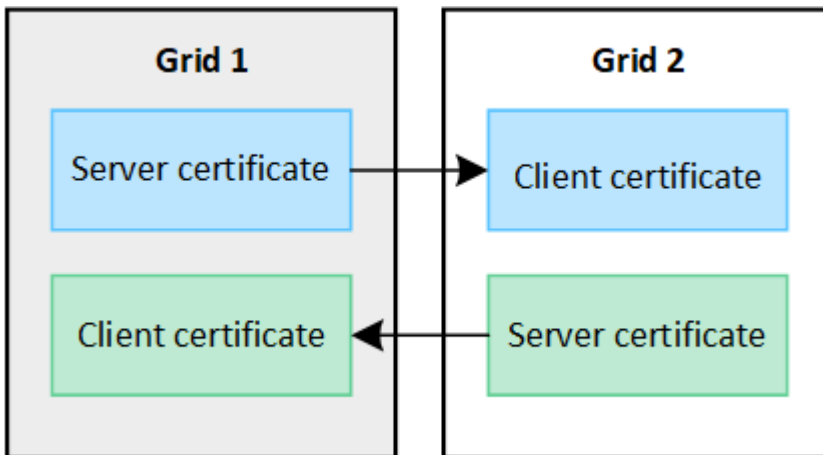 Grid 1
Server certificate
Client certificate
Grid 2
Client certificate
Server certificate